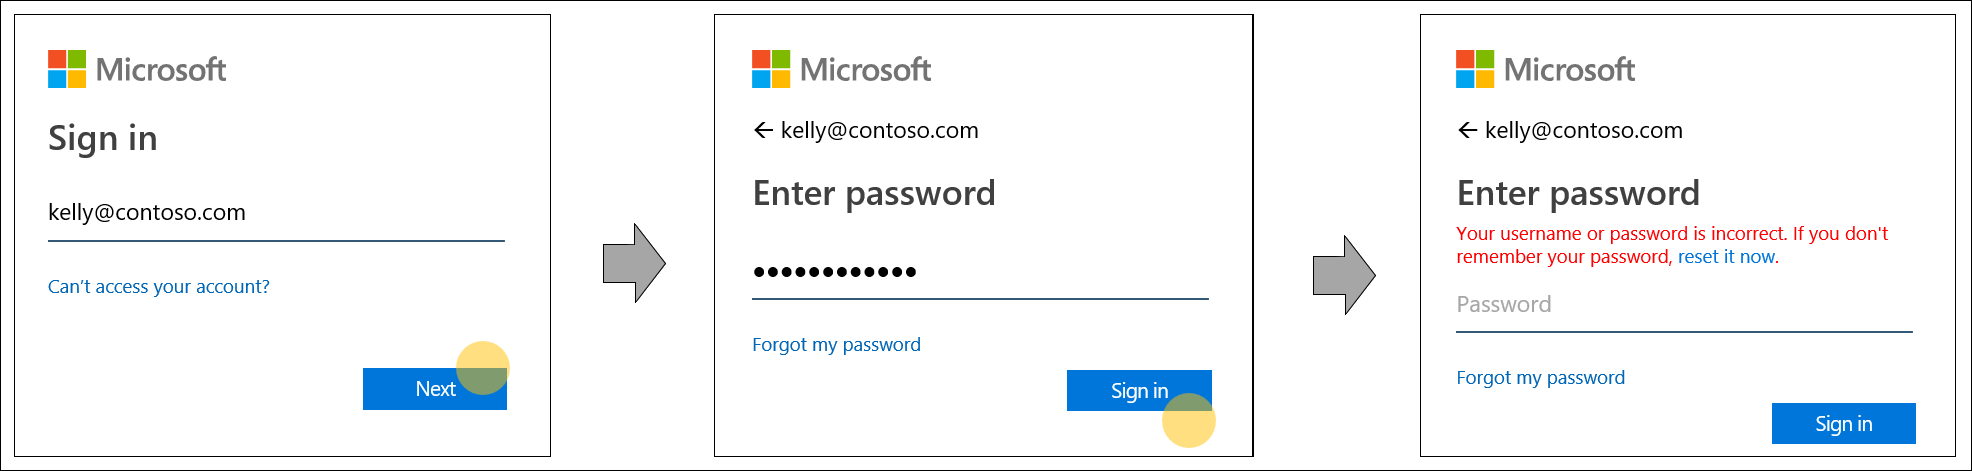 Microsoft
Sign in
kelly@contoso.com
Can't access your account?
Next
Microsoft
← kelly@contoso.com
Enter password
●●●●●●●●●●●●
Forgot my password
Sign in
Microsoft
← kelly@contoso.com
Enter password
Your username or password is incorrect. If you don't
remember your password, reset it now.
Password
Forgot my password
Sign in